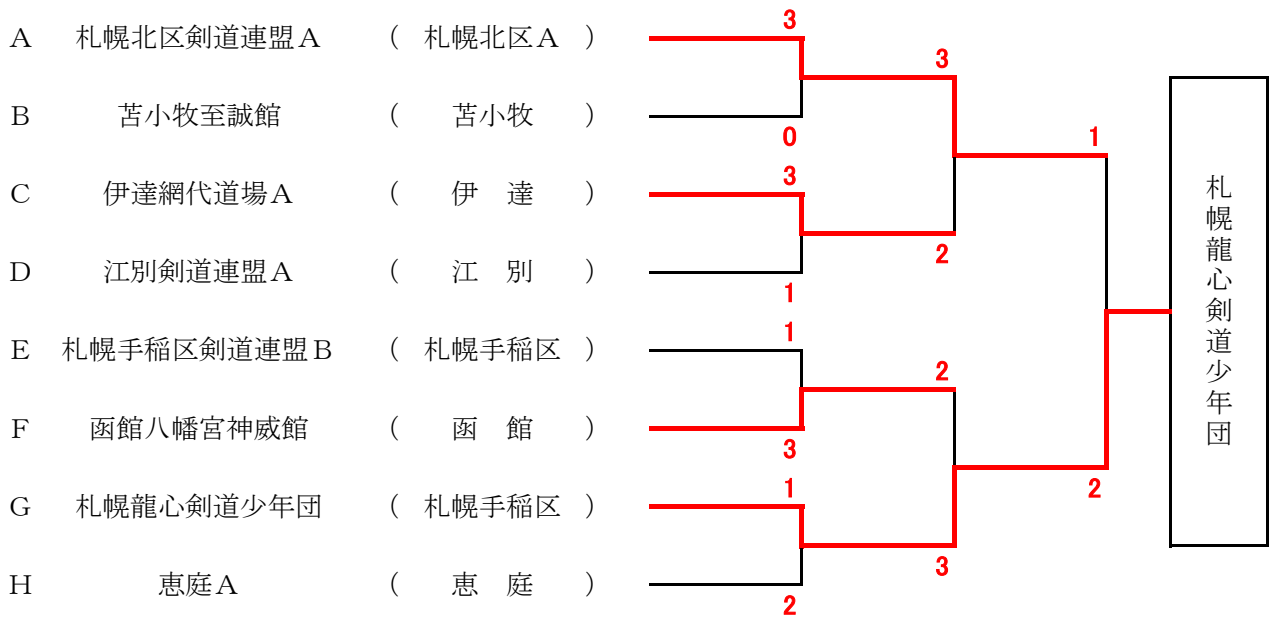 3
A 札幌北区剣道連盟A ( 札幌北区A )
3
B 苫小牧至誠館 ( 苫小牧 )
0
1
3
C 伊達網代道場A ( 伊 達 )
2
D 江別剣道連盟A ( 江 別 )
1
1
E 札幌手稲区剣道連盟B ( 札幌手稲区 )
2
F 函館八幡宮神威館 ( 函 館 )
3
1
2
G 札幌龍心剣道少年団 ( 札幌手稲区 )
3
H 恵庭A ( 恵 庭 )
2
札幌龍心剣道少年団